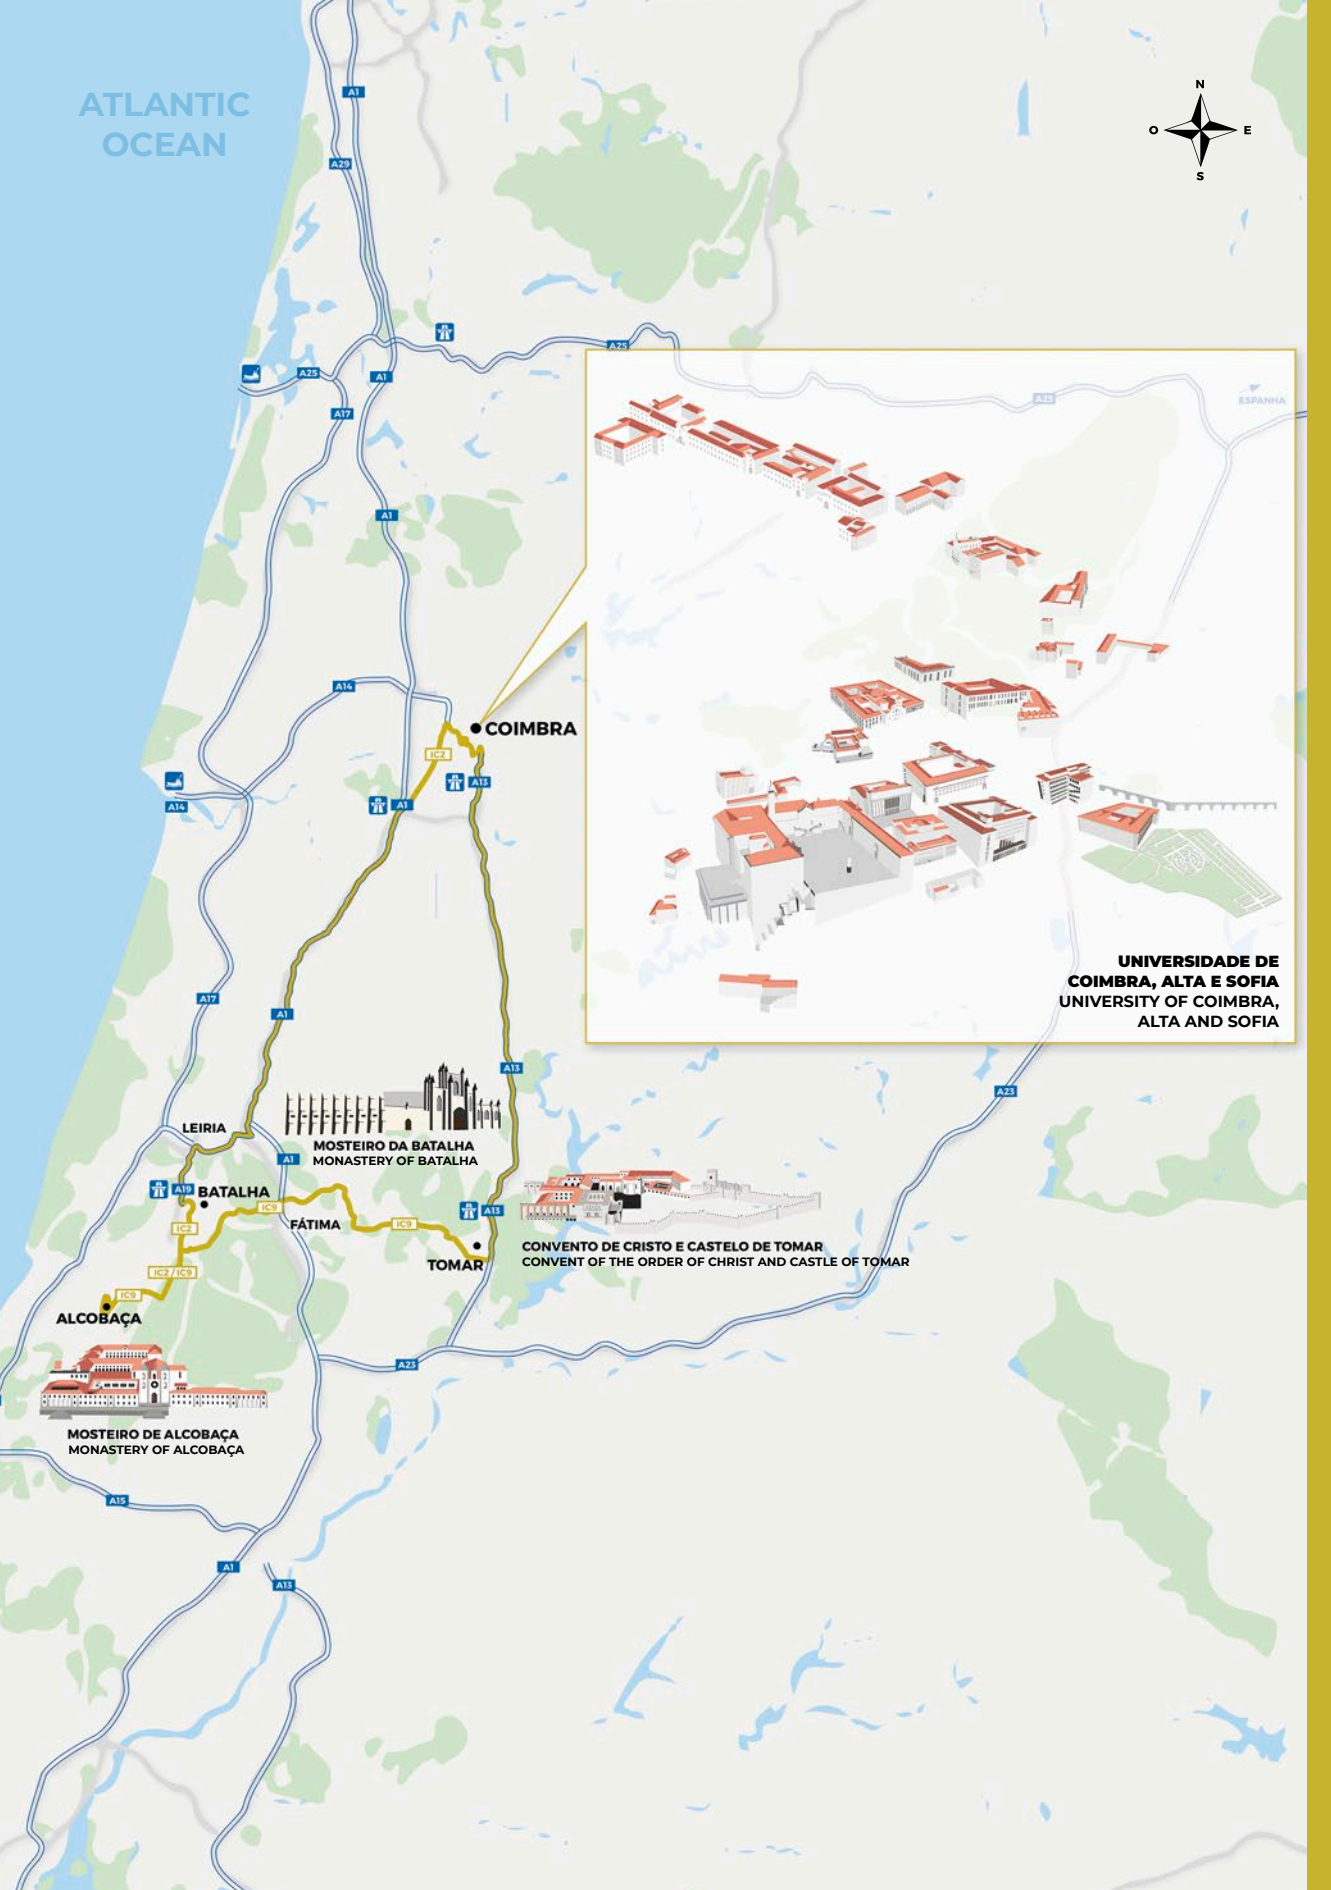 ATLANTIC
OCEAN
N
O
E
S
A1
A29
A25
A25
A1
A17
A25
ESPANHA
A1
A14
COIMBRA
IC2
A13
A14
A1
UNIVERSIDADE DE
COIMBRA, ALTA E SOFIA
UNIVERSITY OF COIMBRA,
ALTA AND SOFIA
A17
A1
A13
A23
LEIRIA
MOSTEIRO DA BATALHA
MONASTERY OF BATALHA
A1
A19
BATALHA
IC9
A13
IC2
FÁTIMA
IC9
CONVENTO DE CRISTO E CASTELO DE TOMAR
CONVENT OF THE ORDER OF CHRIST AND CASTLE OF TOMAR
TOMAR
IC2 / IC9
IC9
ALCOBAÇA
A23
MOSTEIRO DE ALCOBAÇA
MONASTERY OF ALCOBAÇA
A15
A1
A13